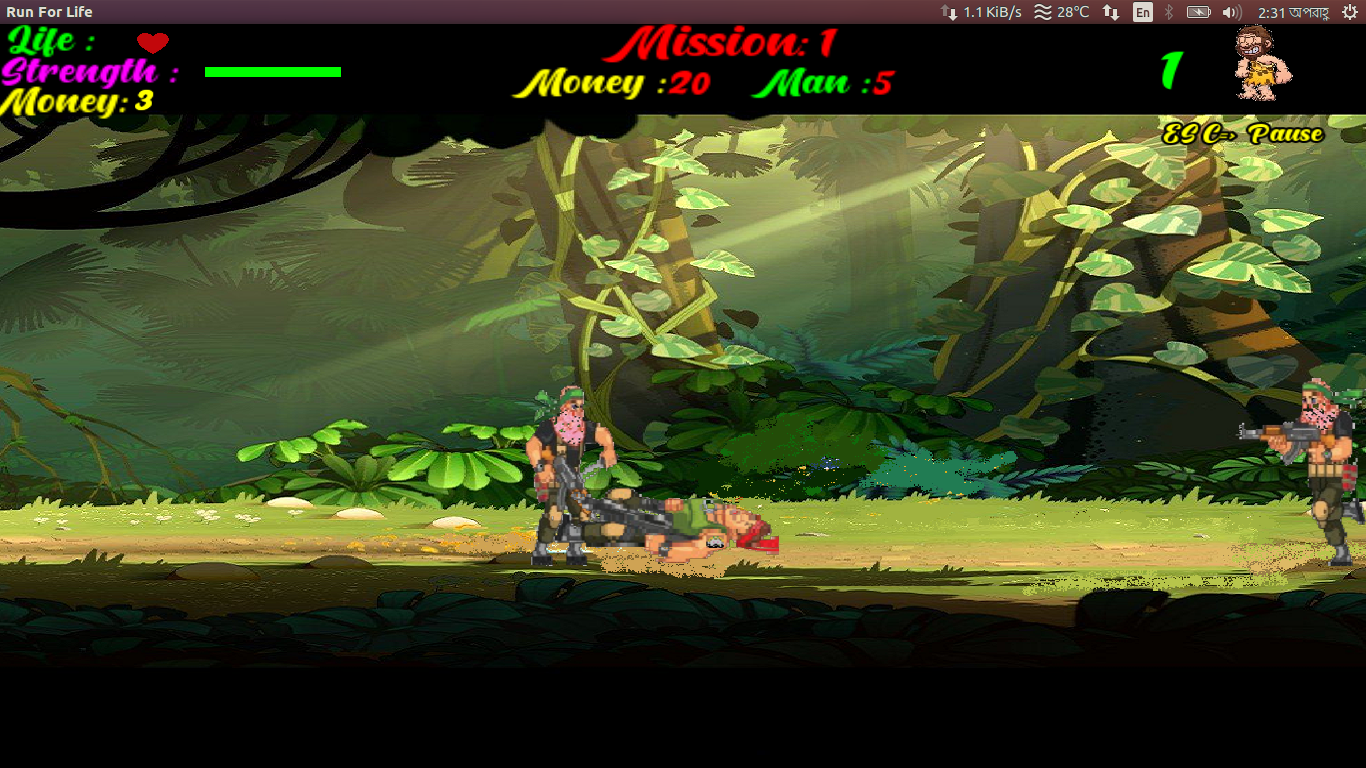 Run For Life
1.1 KiB/s 28°C En 2:31 অপরাহ্ণ
Life :
Strength :
Money: 3
Mission: 1
Money :20 Man :5
1
ESC=> Pause